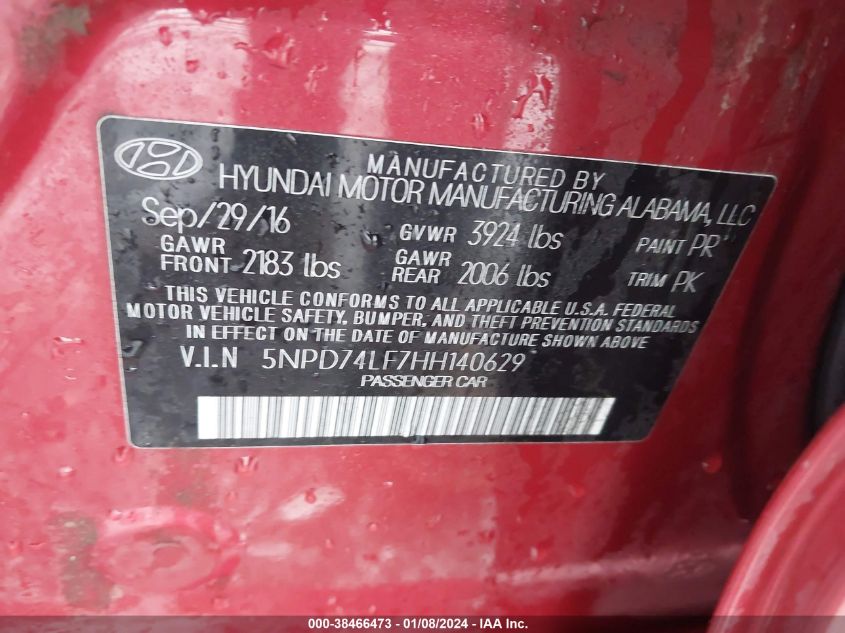 MANUFACTURED BY
HYUNDAI MOTOR MANUFACTURING ALABAMA, LLC
Sep/29/16 GVWR 3924 lbs PAINT PR
GAWR FRONT 2183 lbs GAWR REAR 2006 lbs TRIM PK
THIS VEHICLE CONFORMS TO ALL APPLICABLE U.S.A. FEDERAL
MOTOR VEHICLE SAFETY, BUMPER, AND THEFT PREVENTION STANDARDS
IN EFFECT ON THE DATE OF MANUFACTURE SHOWN ABOVE.
V.I.N 5NPD74LF7HH140629
PASSENGER CAR
000-38466473 - 01/08/2024 - IAA Inc.